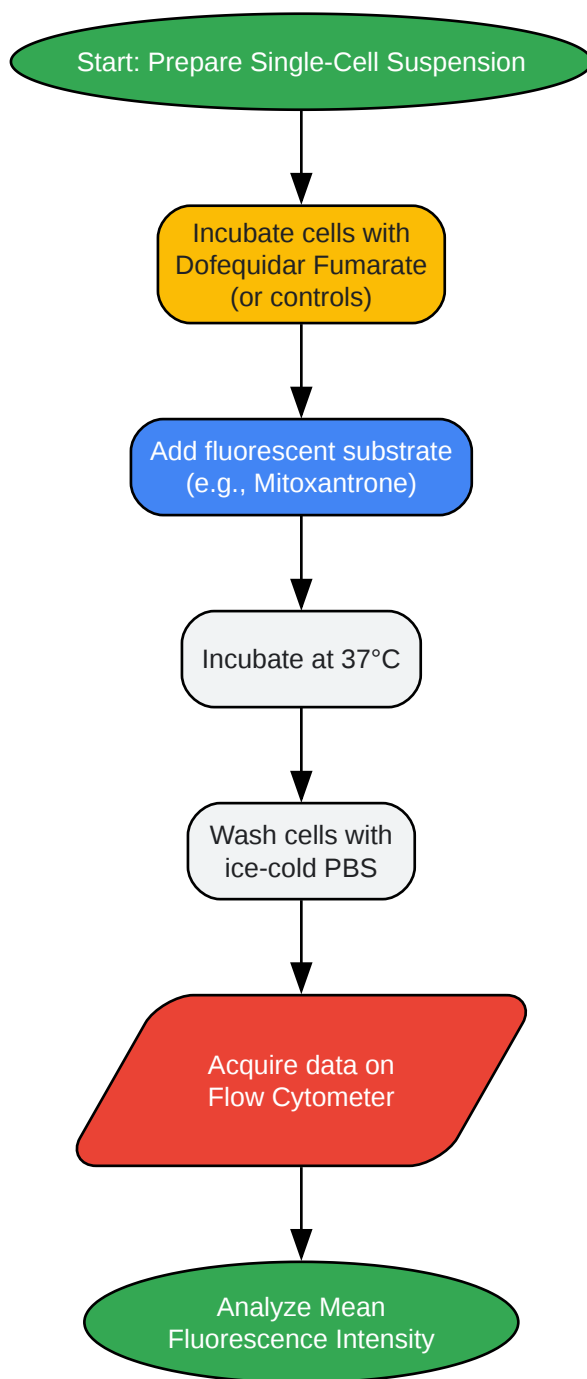 Start: Prepare Single-Cell Suspension
Incubate cells with
Dofequidar Fumarate
(or controls)
Add fluorescent substrate
(e.g., Mitoxantrone)
Incubate at 37°C
Wash cells with
ice-cold PBS
Acquire data on
Flow Cytometer
Analyze Mean
Fluorescence Intensity